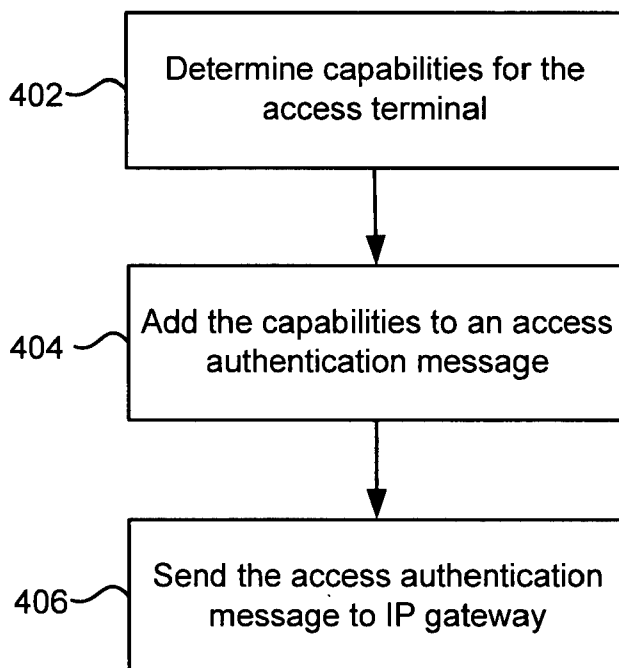 402
Determine capabilities for the
access terminal
404
Add the capabilities to an access
authentication message
406
Send the access authentication
message to IP gateway